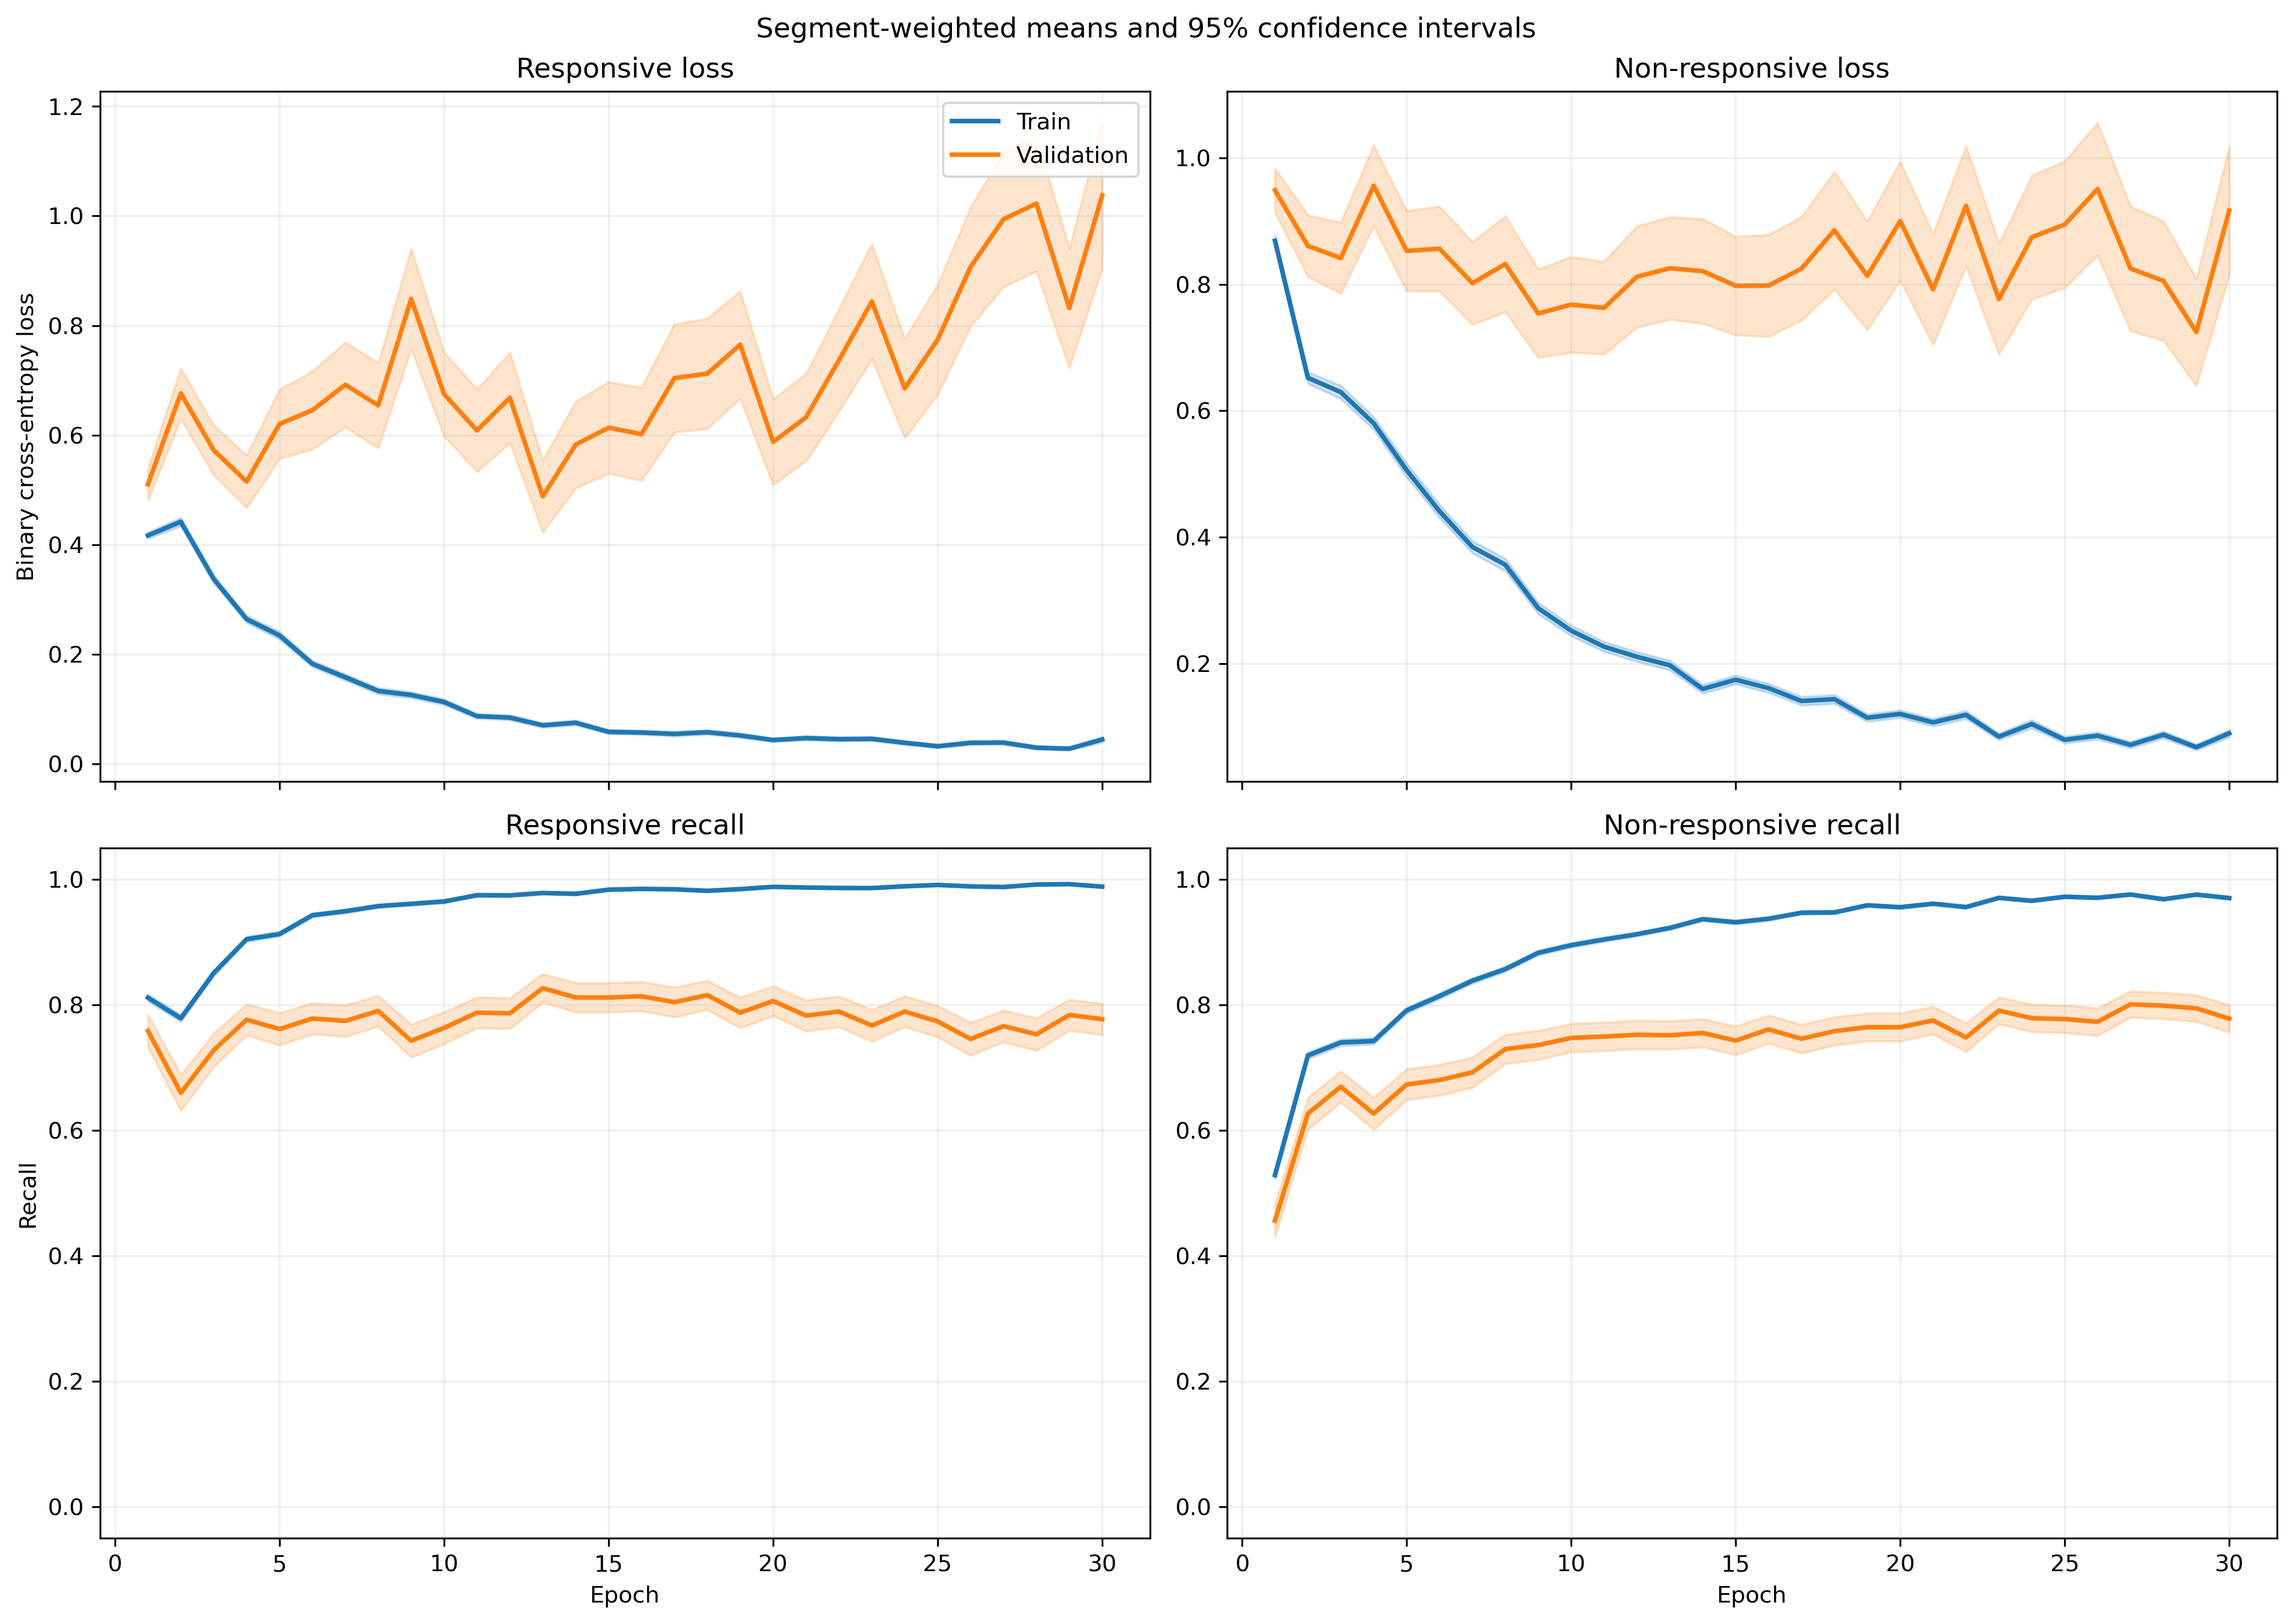 Segment-weighted means and 95% confidence intervals
Responsive loss
Non-responsive loss
Binary cross-entropy loss
1.2
1.0
0.8
0.6
0.4
0.2
0.0
Train
Validation
1.0
0.8
0.6
0.4
0.2
Responsive recall
Non-responsive recall
Recall
1.0
0.8
0.6
0.4
0.2
0.0
0 5 10 15 20 25 30
Epoch
1.0
0.8
0.6
0.4
0.2
0.0
0 5 10 15 20 25 30
Epoch